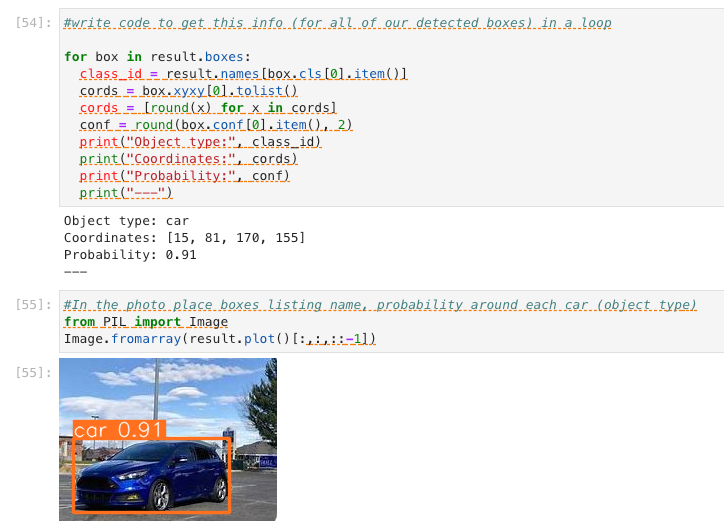 [54]: #write code to get this info (for all of our detected boxes) in a loop
for box in result.boxes:
class_id = result.names[box.cls[0].item()]
cords = box.xyxy[0].tolist()
cords = [round(x) for x in cords]
conf = round(box.conf[0].item(), 2)
print("Object type:", class_id)
print("Coordinates:", cords)
print("Probability:", conf)
print("---")
Object type: car
Coordinates: [15, 81, 170, 155]
Probability: 0.91
---
[55]: #In the photo place boxes listing name, probability around each car (object type)
from PIL import Image
Image.fromarray(result.plot()[:,:,::-1])
[55]:
car 0.91